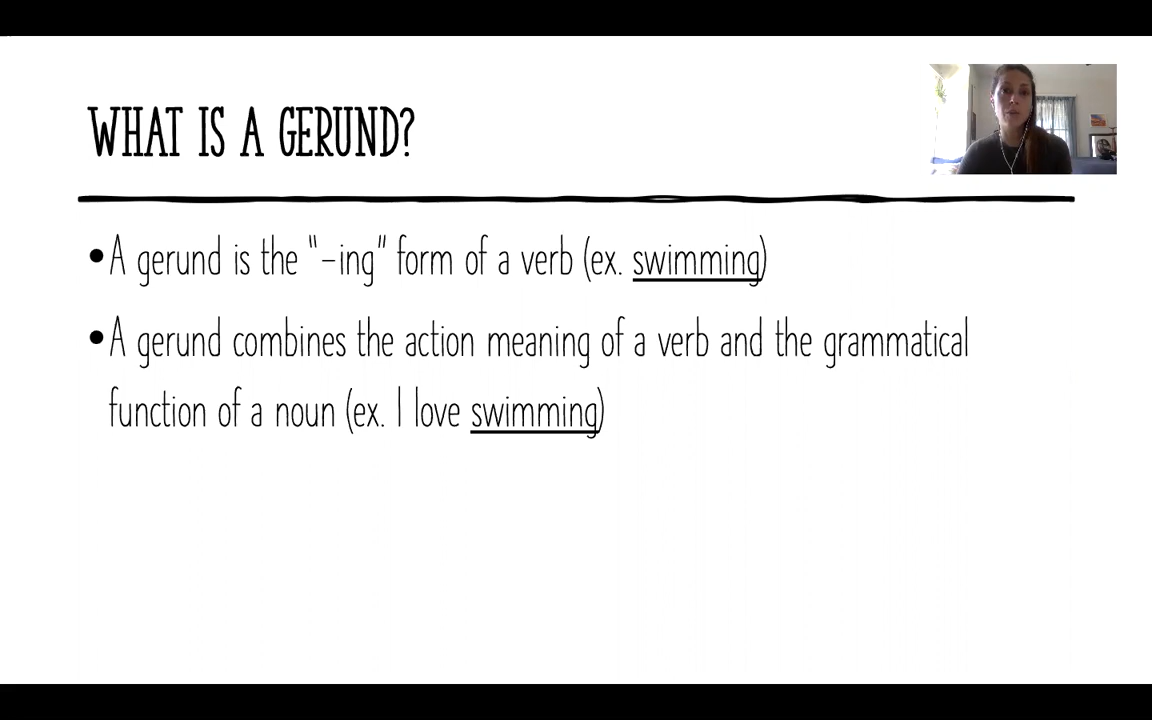 WHAT IS A GERUND?
•A gerund is the "-ing" form of a verb (ex. swimming)
•A gerund combines the action meaning of a verb and the grammatical
function of a noun (ex. I love swimming)